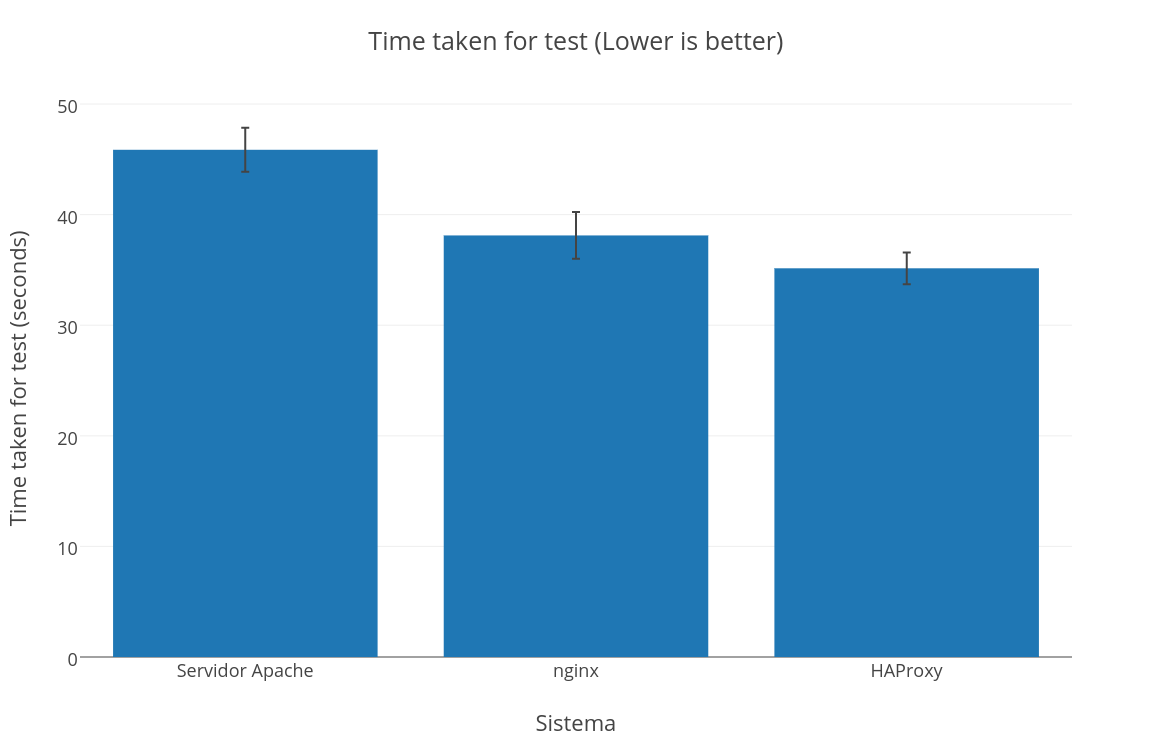 Time taken for test (Lower is better)
50
40
30
20
10
0
Time taken for test (seconds)
Servidor Apache
nginx
HAProxy
Sistema